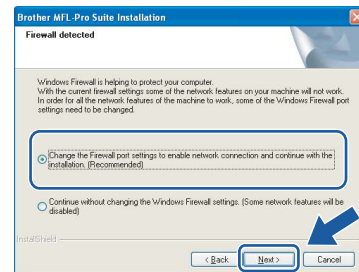 Brother MFL-Pro Suite Installation
Firewall detected
Windows Firewall is helping to protect your computer.
With the current firewall settings some of the network features on your machine will not work.
In order for all the network features of the machine to work, some of the Windows Firewall port
settings need to be changed.
Change the Firewall port settings to enable network connection and continue with the
installation. (Recommended)
Continue without changing the Windows Firewall settings. (Some network features will be
disabled)
InstallShield
< Back
Next >
Cancel